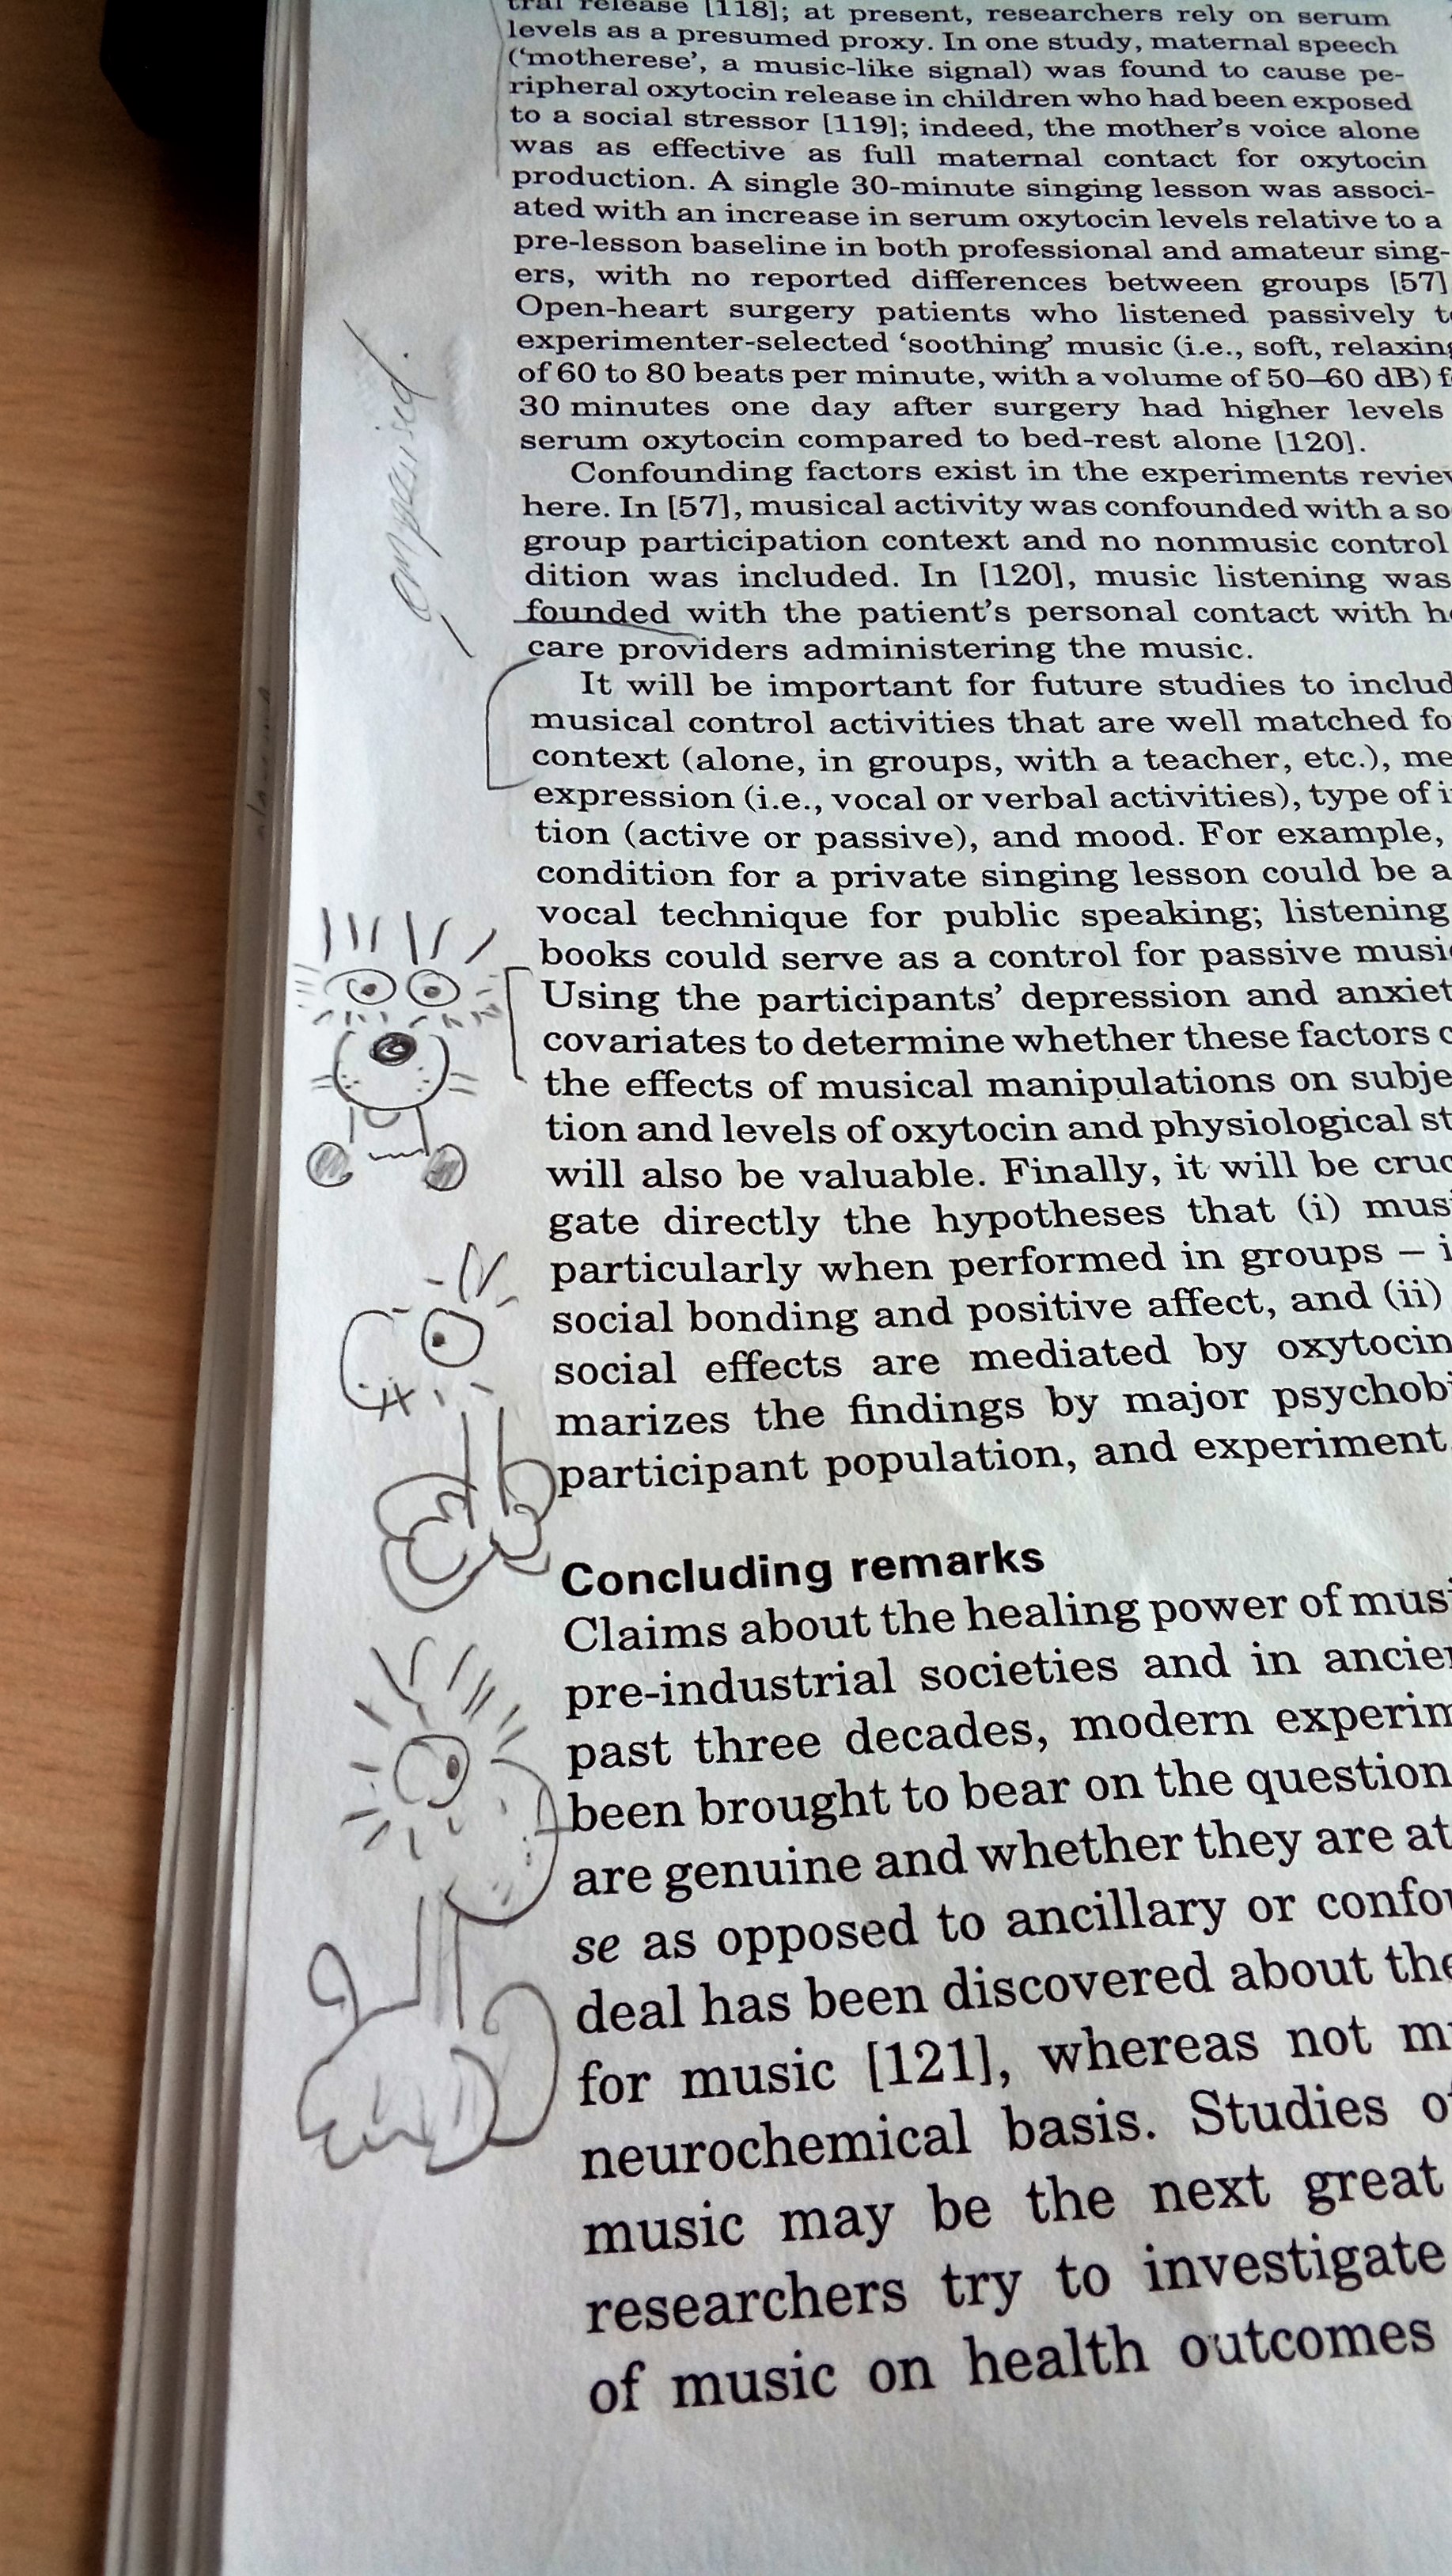 tral release [118]; at present, researchers rely on serum
levels as a presumed proxy. In one study, maternal speech
(‘motherese’, a music-like signal) was found to cause pe-
ripheral oxytocin release in children who had been exposed
to a social stressor [119]; indeed, the mother’s voice alone
was as effective as full maternal contact for oxytocin
production. A single 30-minute singing lesson was associ-
ated with an increase in serum oxytocin levels relative to a
pre-lesson baseline in both professional and amateur sing-
ers, with no reported differences between groups [57]
Open-heart surgery patients who listened passively t
experimenter-selected ‘soothing’ music (i.e., soft, relaxing
of 60 to 80 beats per minute, with a volume of 50–60 dB) f
30 minutes one day after surgery had higher levels
serum oxytocin compared to bed-rest alone [120].
Confounding factors exist in the experiments review
here. In [57], musical activity was confounded with a so
group participation context and no nonmusic control
dition was included. In [120], music listening was
founded with the patient’s personal contact with he
care providers administering the music.
It will be important for future studies to includ
musical control activities that are well matched fo
context (alone, in groups, with a teacher, etc.), me
expression (i.e., vocal or verbal activities), type of i
tion (active or passive), and mood. For example,
condition for a private singing lesson could be a
vocal technique for public speaking; listening
books could serve as a control for passive musi
Using the participants’ depression and anxiet
covariates to determine whether these factors c
the effects of musical manipulations on subje
tion and levels of oxytocin and physiological st
will also be valuable. Finally, it will be cruc
gate directly the hypotheses that (i) musi
particularly when performed in groups – i
social bonding and positive affect, and (ii)
social effects are mediated by oxytocin
marizes the findings by major psychobi
participant population, and experiment
Concluding remarks
Claims about the healing power of musi
pre-industrial societies and in ancien
past three decades, modern experim
been brought to bear on the question
are genuine and whether they are at
se as opposed to ancillary or confou
deal has been discovered about the
for music [121], whereas not m
neurochemical basis. Studies of
music may be the next great
researchers try to investigate
of music on health outcomes